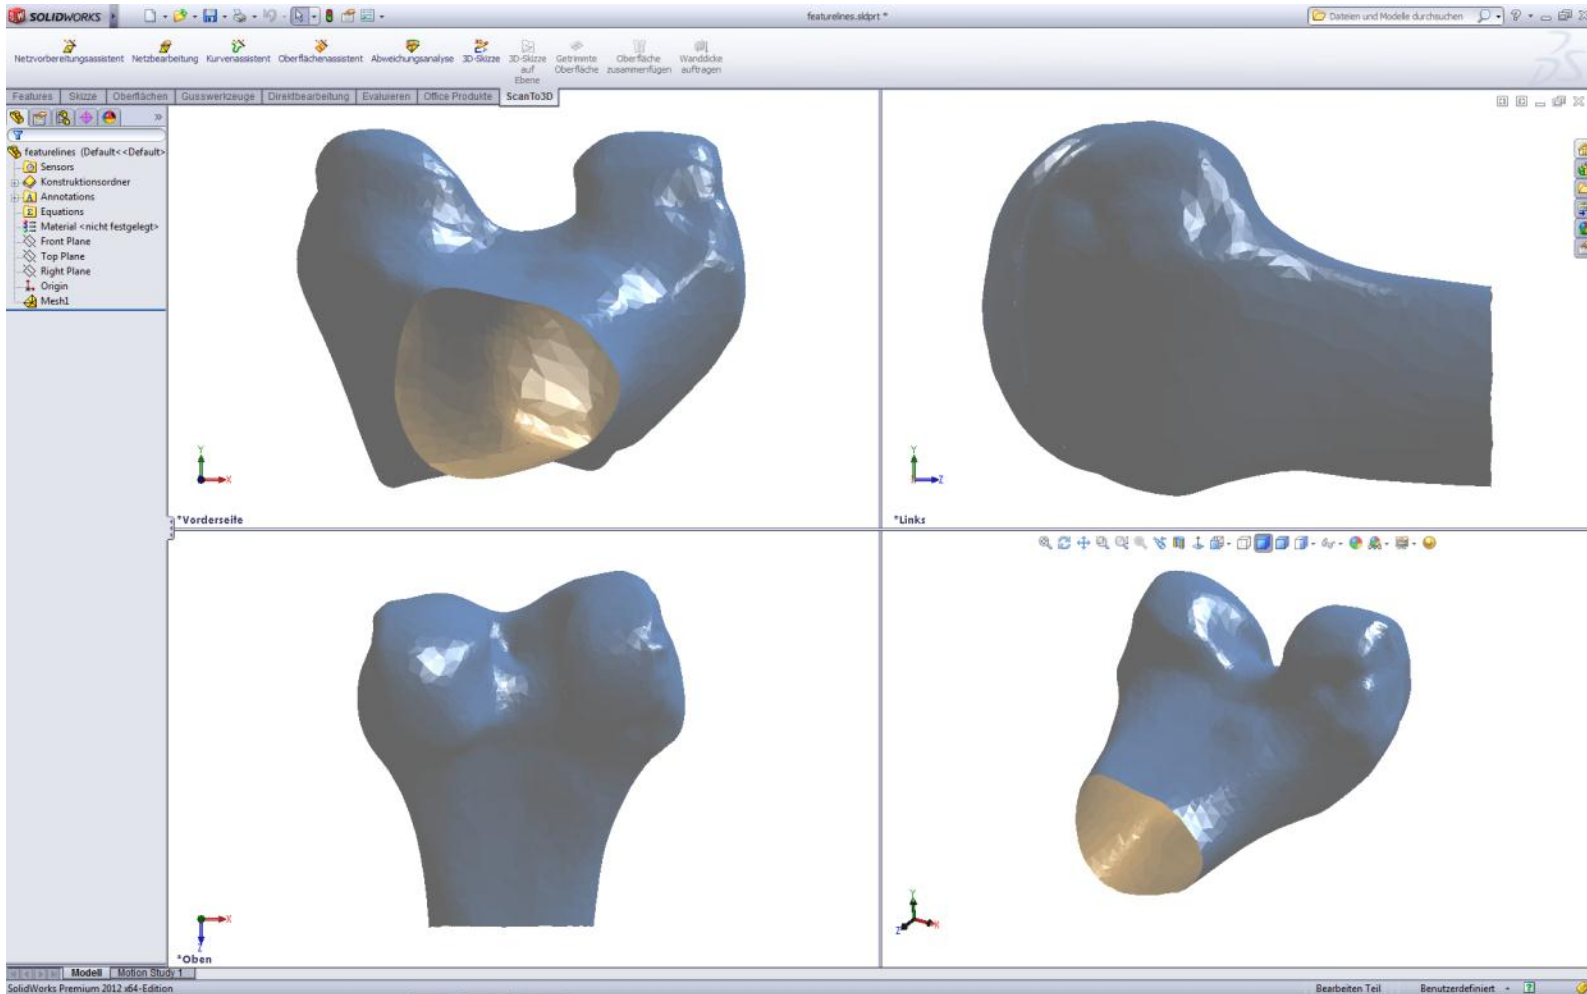 SOLIDWORKS
featurelines.sldprt *
Dateien und Modelle durchsuchen
Netzvorbereitungsassistent Netzbearbeitung Kurvenassistent Oberflächenassistent Abweichungsanalyse 3D-Skizze 3D-Skizze auf Ebene Getrimmte Oberfläche Oberfläche zusammenfügen Wanddicke auftragen
Features Skizze Oberflächen Gusswerkzeuge Direktbearbeitung Evaluieren Office Produkte ScanTo3D
featurelines (Default<<Default>
Sensors
Konstruktionsordner
Annotations
Equations
Material <nicht festgelegt>
Front Plane
Top Plane
Right Plane
Origin
Mesh1
Y
X
*Vorderseite
Y
Z
*Links
X
Z
*Oben
Y
X
Z
Modell Motion Study 1
SolidWorks Premium 2012 x64-Edition
Bearbeiten Teil Benutzerdefiniert